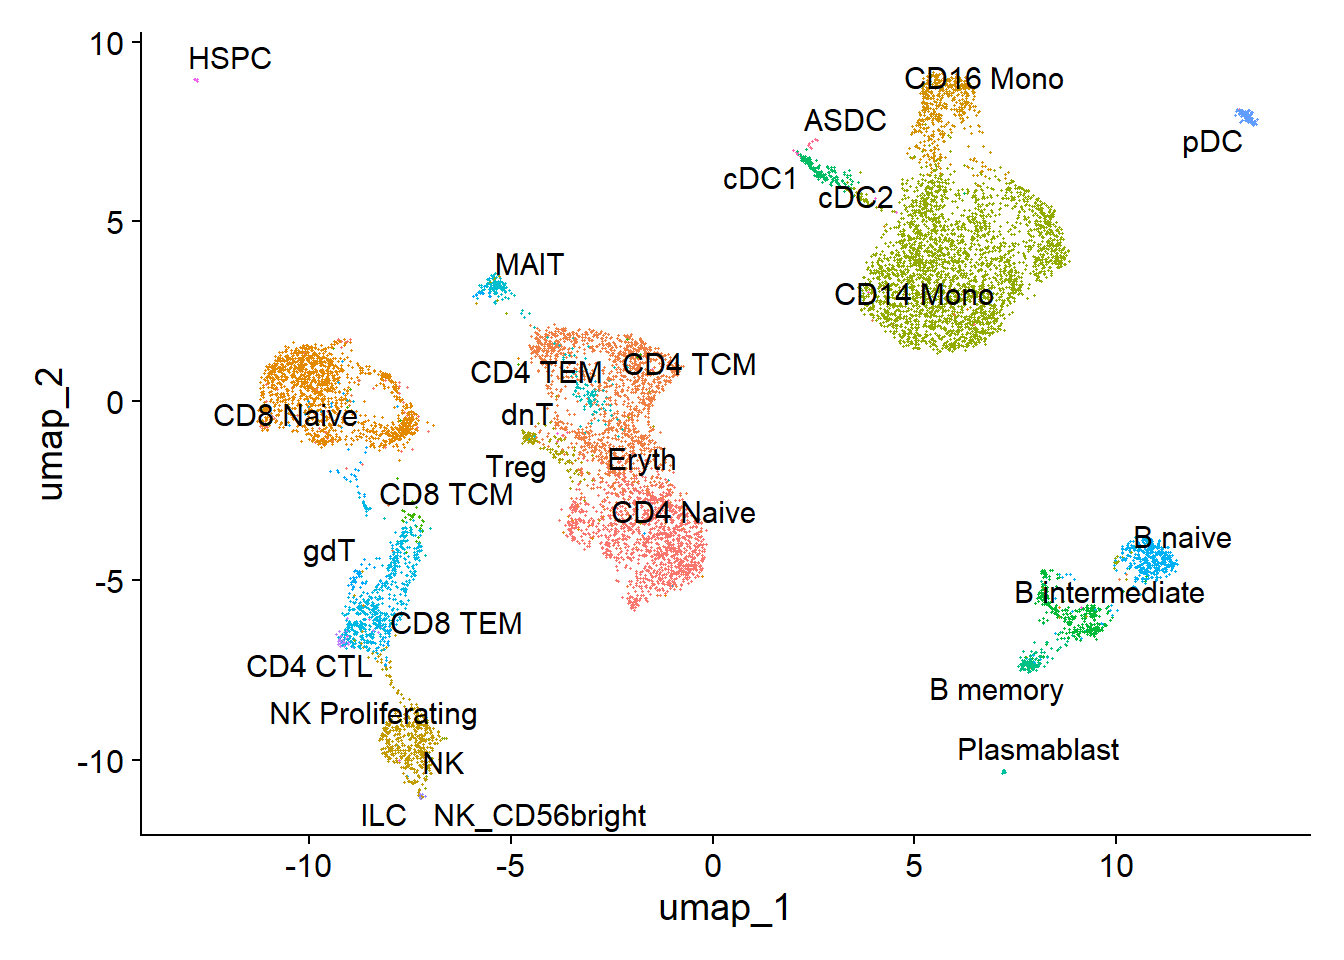 10
HSPC
CD16 Mono
ASDC
pDC
cDC1
cDC2
5
MAIT
CD14 Mono
CD4 TEM
CD4 TCM
0
CD8 Naive
dnT
Treg
Eryth
CD8 TCM
CD4 Naive
gdT
B naive
-5
B intermediate
CD8 TEM
CD4 CTL
B memory
NK Proliferating
Plasmablast
-10
NK
ILC
NK_CD56bright
-10
-5
0
5
10
umap_1
umap_2